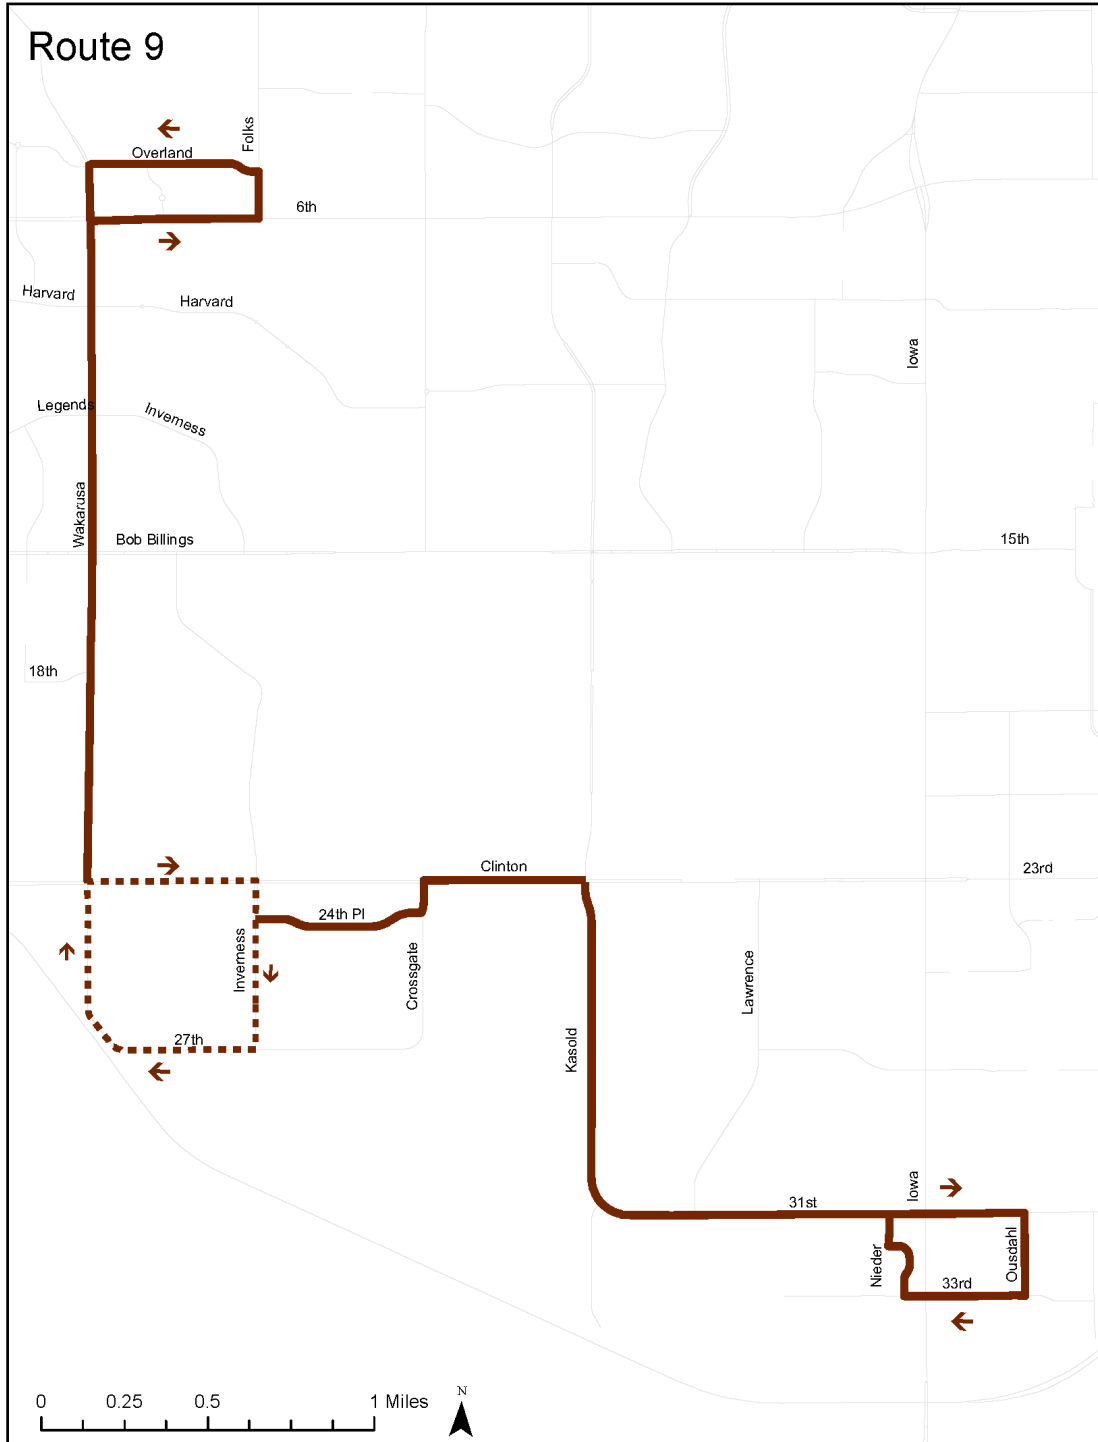 Route 9
Folks
Overland
6th
Harvard
Harvard
Iowa
Legends
Inverness
Wakarusa
Bob Billings
15th
18th
Clinton
23rd
24th Pl
Inverness
Crossgate
Lawrence
27th
Kasold
31st
Iowa
Nieder
33rd
Ousdahl
0 0.25 0.5 1 Miles
N